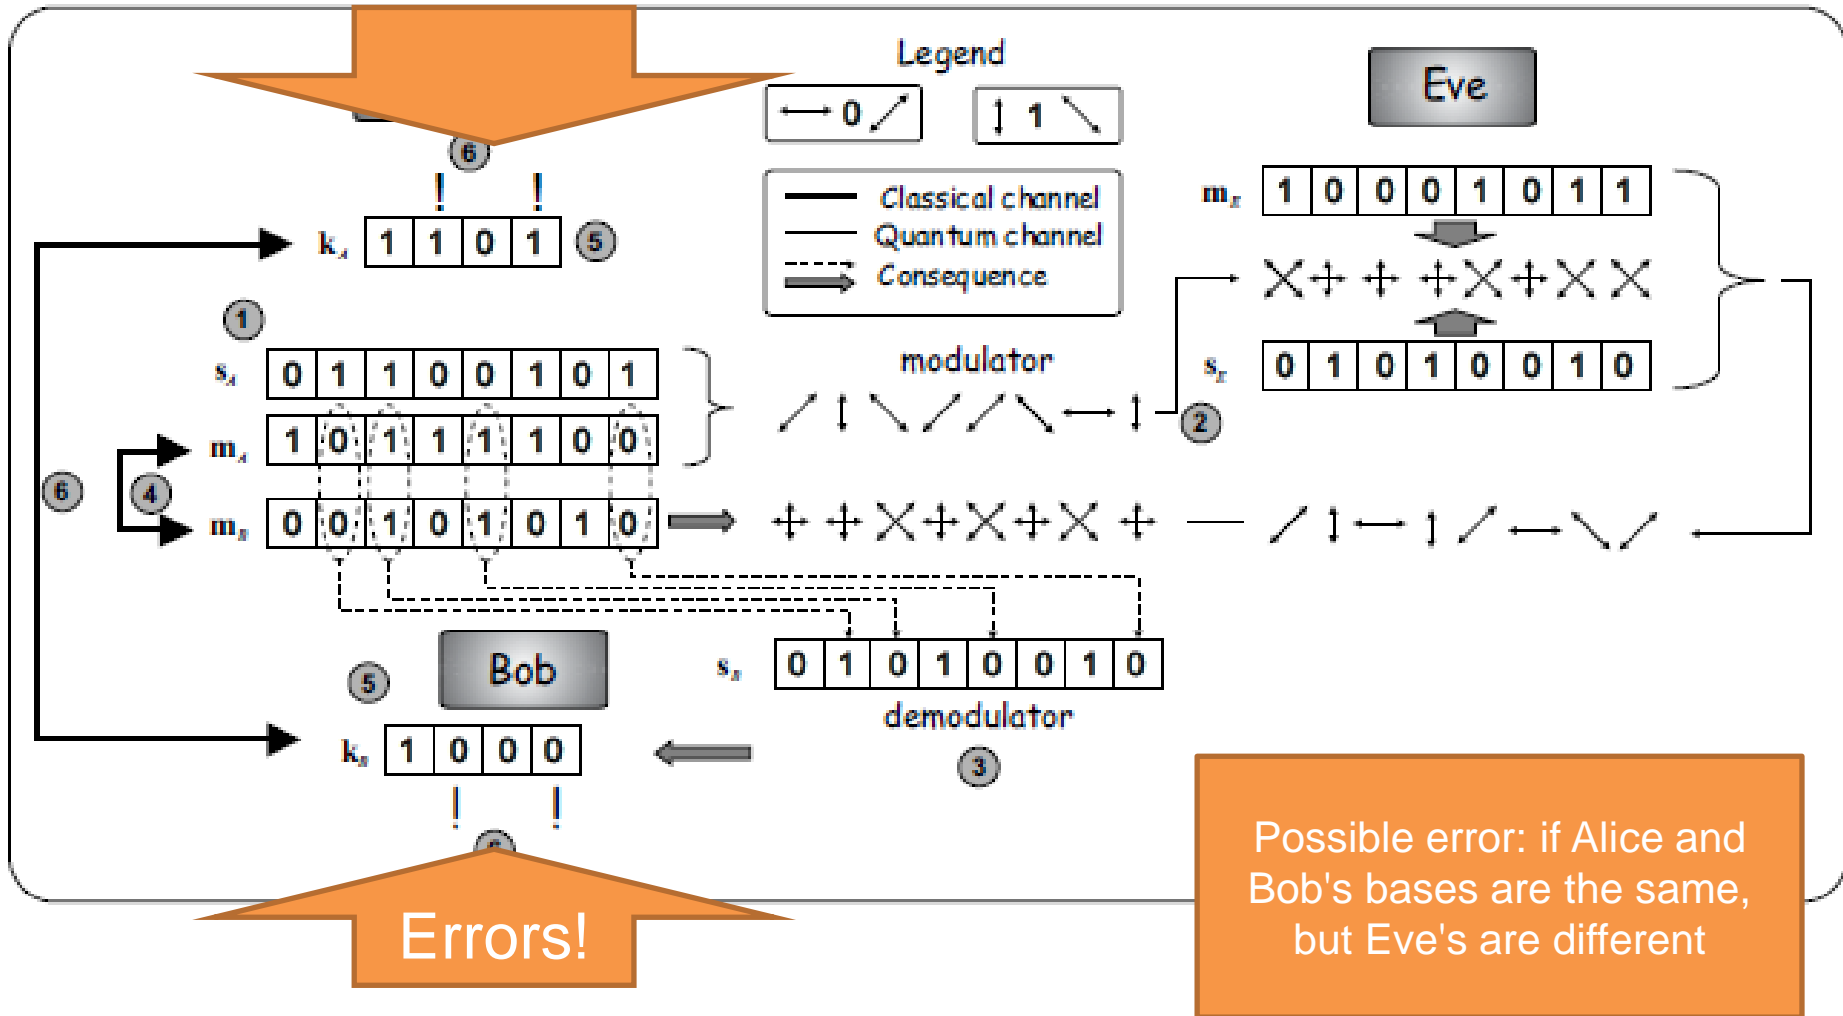 Legend
0
1
Eve
6
! !
k_A 1 1 0 1 5
Classical channel
Quantum channel
Consequence
m_E 1 0 0 0 1 0 1 1
s_E 0 1 0 1 0 0 1 0
1
s_A 0 1 1 0 0 1 0 1
m_A 1 0 1 1 1 1 0 0
modulator
2
6
4
m_B 0 0 1 0 1 0 1 0
Bob
5
s_B 0 1 0 1 0 0 1 0
demodulator
3
k_B 1 0 0 0
! !
Errors!
Possible error: if Alice and
Bob's bases are the same,
but Eve's are different